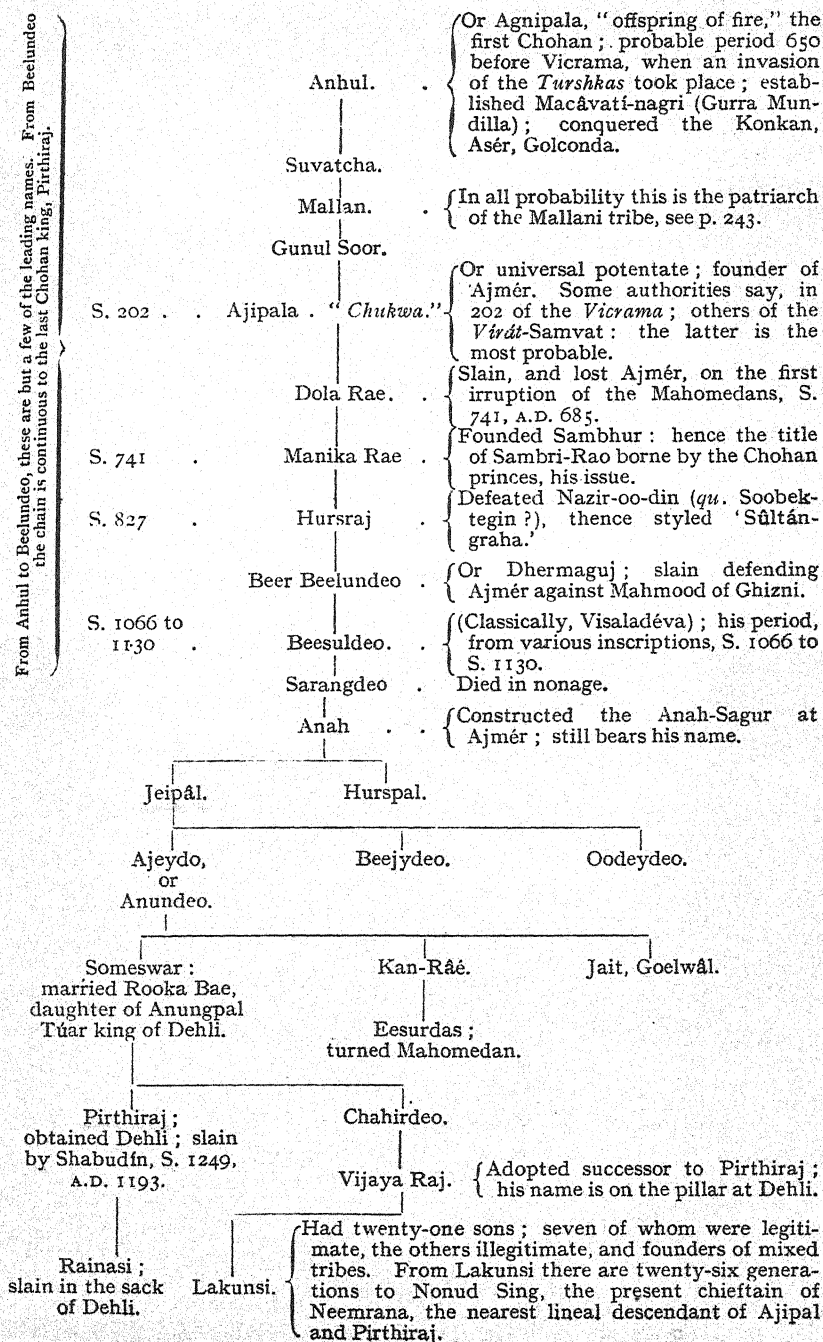 From Anhul to Beelundeo, these are but a few of the leading names. From Beelundeo
the chain is continuous to the last Chohan king, Pirthiraj.
Anhul. .
Or Agnipala, “offspring of fire,” the
first Chohan; probable period 650
before Vicrama, when an invasion
of the Turshkas took place; estab-
lished Macâvatí-nagri (Gurra Mun-
dilla); conquered the Konkan,
Asér, Golconda.
Suvatcha.
Mallan. .
In all probability this is the patriarch
of the Mallani tribe, see p. 243.
Gunul Soor.
S. 202 . . Ajipala . “Chukwa.”
Or universal potentate; founder of
Ajmér. Some authorities say, in
202 of the Vicrama; others of the
Virát-Samvat: the latter is the
most probable.
Dola Rae. .
Slain, and lost Ajmér, on the first
irruption of the Mahomedans, S.
741, A.D. 685.
S. 741 . Manika Rae .
Founded Sambhur: hence the title
of Sambri-Rao borne by the Chohan
princes, his issue.
S. 827 . Hursraj .
Defeated Nazir-oo-din (qu. Soobek-
tegin?), thence styled ‘Sûltán-
graha.’
Beer Beelundeo .
Or Dhermaguj; slain defending
Ajmér against Mahmood of Ghizni.
S. 1066 to
1130 . Beesuldeo. .
(Classically, Visaladéva); his period,
from various inscriptions, S. 1066 to
S. 1130.
Sarangdeo . Died in nonage.
Anah . .
Constructed the Anah-Sagur at
Ajmér; still bears his name.
Jeipâl. Hurspal.
Ajeydo, Beejydeo. Oodeydeo.
or
Anundeo.
Someswar: Kan-Râé. Jait, Goelwâl.
married Rooka Bae,
daughter of Anungpal
Túar king of Dehli.
Eesurdas;
turned Mahomedan.
Pirthiraj; Chahirdeo.
obtained Dehli; slain
by Shabudín, S. 1249,
A.D. 1193.
Vijaya Raj.
Adopted successor to Pirthiraj;
his name is on the pillar at Dehli.
Rainasi;
slain in the sack
of Dehli.
Lakunsi.
Had twenty-one sons; seven of whom were legiti-
mate, the others illegitimate, and founders of mixed
tribes. From Lakunsi there are twenty-six genera-
tions to Nonud Sing, the present chieftain of
Neemrana, the nearest lineal descendant of Ajipal
and Pirthiraj.